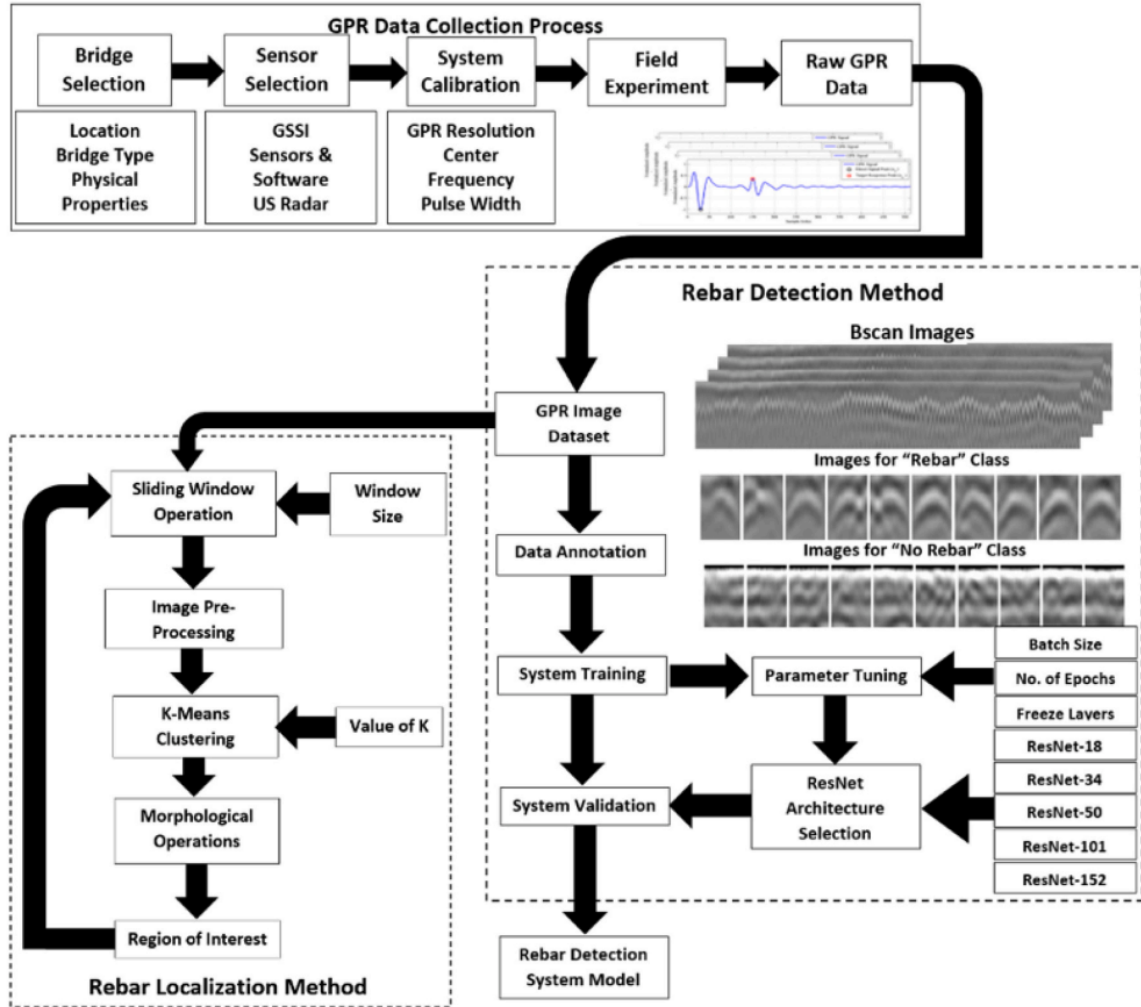 GPR Data Collection Process
Bridge
Selection
Sensor
Selection
System
Calibration
Field
Experiment
Raw GPR
Data
Location
Bridge Type
Physical
Properties
GSSI
Sensors &
Software
US Radar
GPR Resolution
Center
Frequency
Pulse Width
Rebar Detection Method
Bscan Images
GPR Image
Dataset
Images for “Rebar” Class
Sliding Window
Operation
Window
Size
Data Annotation
Images for “No Rebar” Class
Image Pre-
Processing
System Training
Parameter Tuning
Batch Size
No. of Epochs
Freeze Layers
K-Means
Clustering
Value of K
ResNet-18
ResNet-34
ResNet-50
ResNet-101
ResNet-152
System Validation
ResNet
Architecture
Selection
Morphological
Operations
Region of Interest
Rebar Localization Method
Rebar Detection
System Model